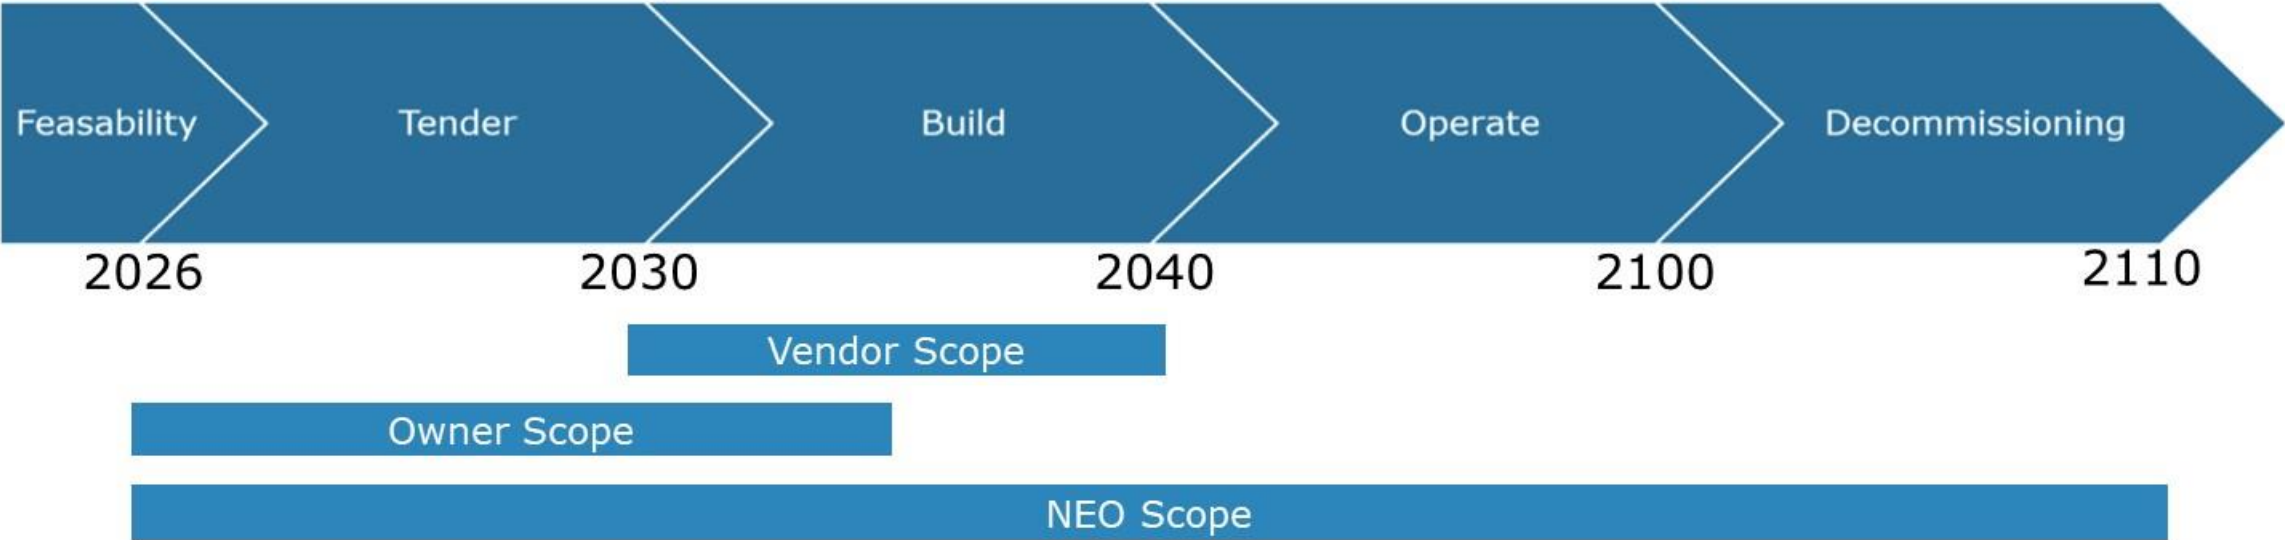 Feasability Tender Build Operate Decommissioning
2026 2030 2040 2100 2110
Vendor Scope
Owner Scope
NEO Scope